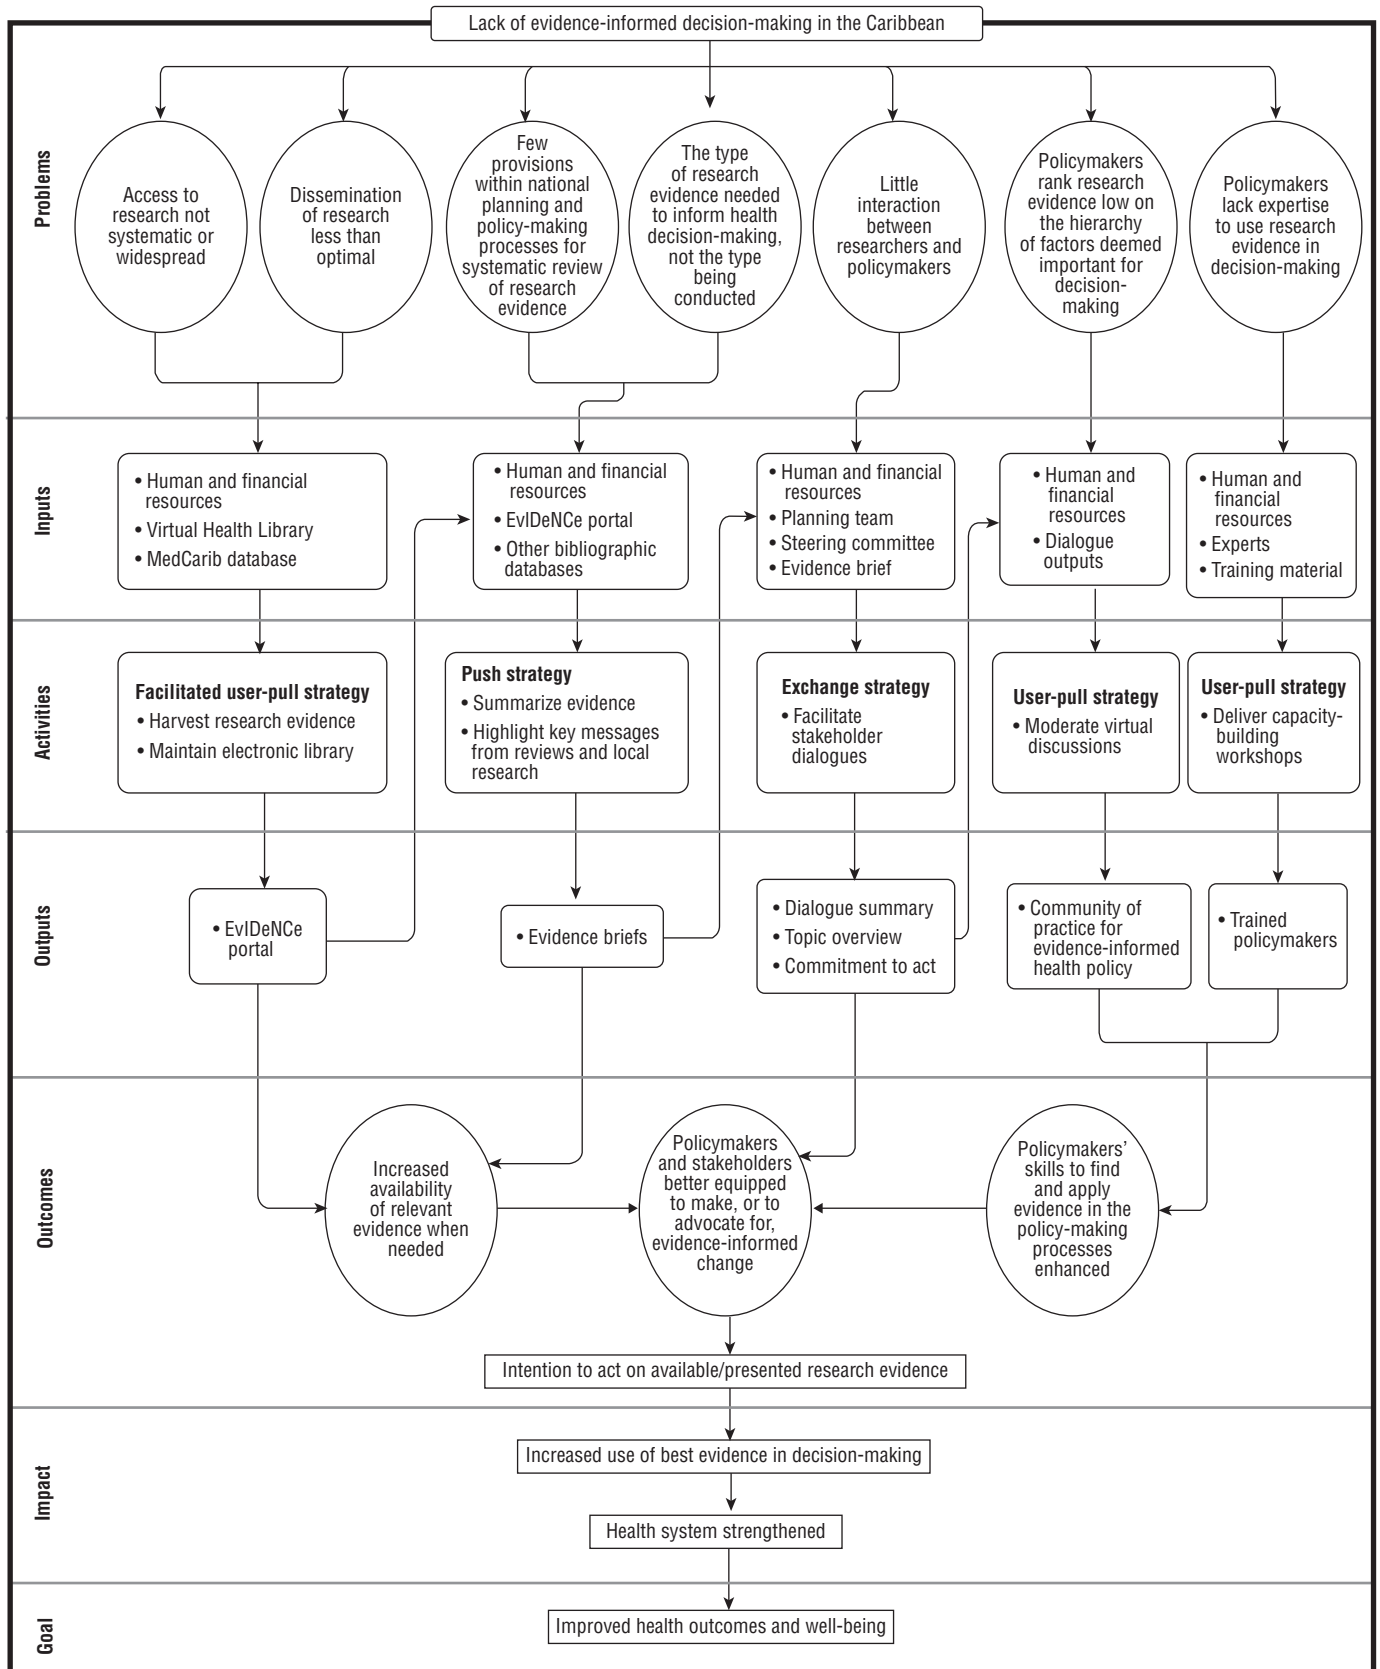 Lack of evidence-informed decision-making in the Caribbean
Problems
Access to
research not
systematic or
widespread
Dissemination
of research
less than
optimal
Few
provisions
within national
planning and
policy-making
processes for
systematic review
of research
evidence
The type
of research
evidence needed
to inform health
decision-making,
not the type
being
conducted
Little
interaction
between
researchers and
policymakers
Policymakers
rank research
evidence low on
the hierarchy
of factors deemed
important for
decision-
making
Policymakers
lack expertise
to use research
evidence in
decision-making
Inputs
• Human and financial
resources
• Virtual Health Library
• MedCarib database
• Human and financial
resources
• EvIDeNCe portal
• Other bibliographic
databases
• Human and financial
resources
• Planning team
• Steering committee
• Evidence brief
• Human and
financial
resources
• Dialogue
outputs
• Human and
financial
resources
• Experts
• Training material
Activities
Facilitated user-pull strategy
• Harvest research evidence
• Maintain electronic library
Push strategy
• Summarize evidence
• Highlight key messages
from reviews and local
research
Exchange strategy
• Facilitate
stakeholder
dialogues
User-pull strategy
• Moderate virtual
discussions
User-pull strategy
• Deliver capacity-
building
workshops
Outputs
• EvIDeNCe
portal
• Evidence briefs
• Dialogue summary
• Topic overview
• Commitment to act
• Community of
practice for
evidence-informed
health policy
• Trained
policymakers
Outcomes
Increased
availability
of relevant
evidence when
needed
Policymakers
and stakeholders
better equipped
to make, or to
advocate for,
evidence-informed
change
Policymakers’
skills to find
and apply
evidence in the
policy-making
processes
enhanced
Intention to act on available/presented research evidence
Impact
Increased use of best evidence in decision-making
Health system strengthened
Goal
Improved health outcomes and well-being